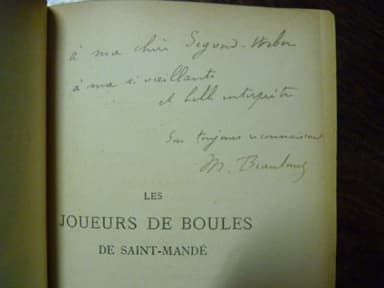 à ma chère Segond-Weber
à ma si vaillante
et belle interprète
Son toujours reconnaissant
M.
LES
JOUEURS DE BOULES
DE SAINT-MANDÉ